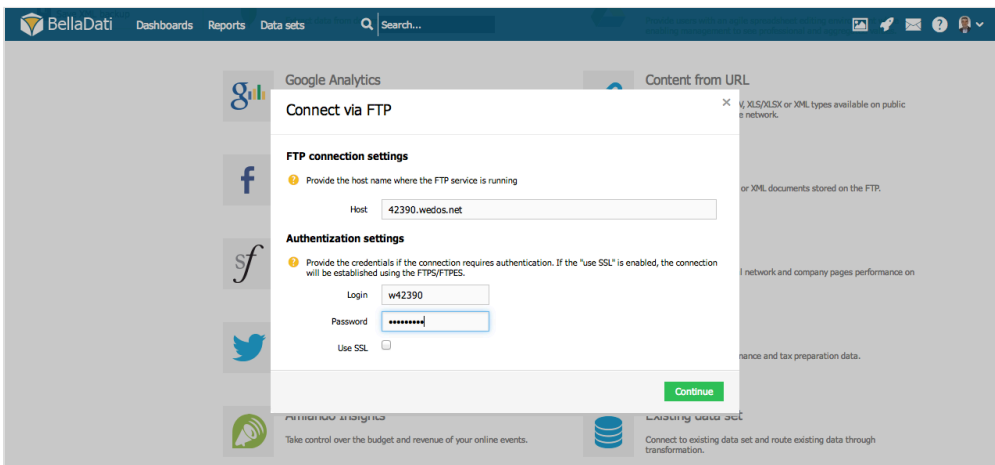 BellaDati
Dashboards Reports Data sets
Search...
Google Analytics
Content from URL
V, XLS/XLSX or XML types available on public
e network.
Connect via FTP
FTP connection settings
Provide the host name where the FTP service is running
or XML documents stored on the FTP.
Host 42390.wedos.net
Authentization settings
Provide the credentials if the connection requires authentication. If the "use SSL" is enabled, the connection
will be established using the FTPS/FTPES.
l network and company pages performance on
Login w42390
Password •••••••••
Use SSL
nance and tax preparation data.
Continue
Amiando Insights
Existing data set
Take control over the budget and revenue of your online events.
Connect to existing data set and route existing data through
transformation.